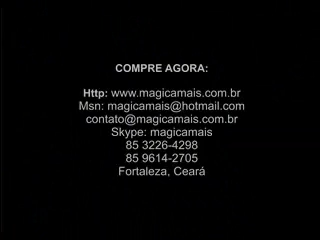 COMPRE AGORA:
Http: www.magicamais.com.br
Msn: magicamais@hotmail.com
contato@magicamais.com.br
Skype: magicamais
85 3226-4298
85 9614-2705
Fortaleza, Ceará